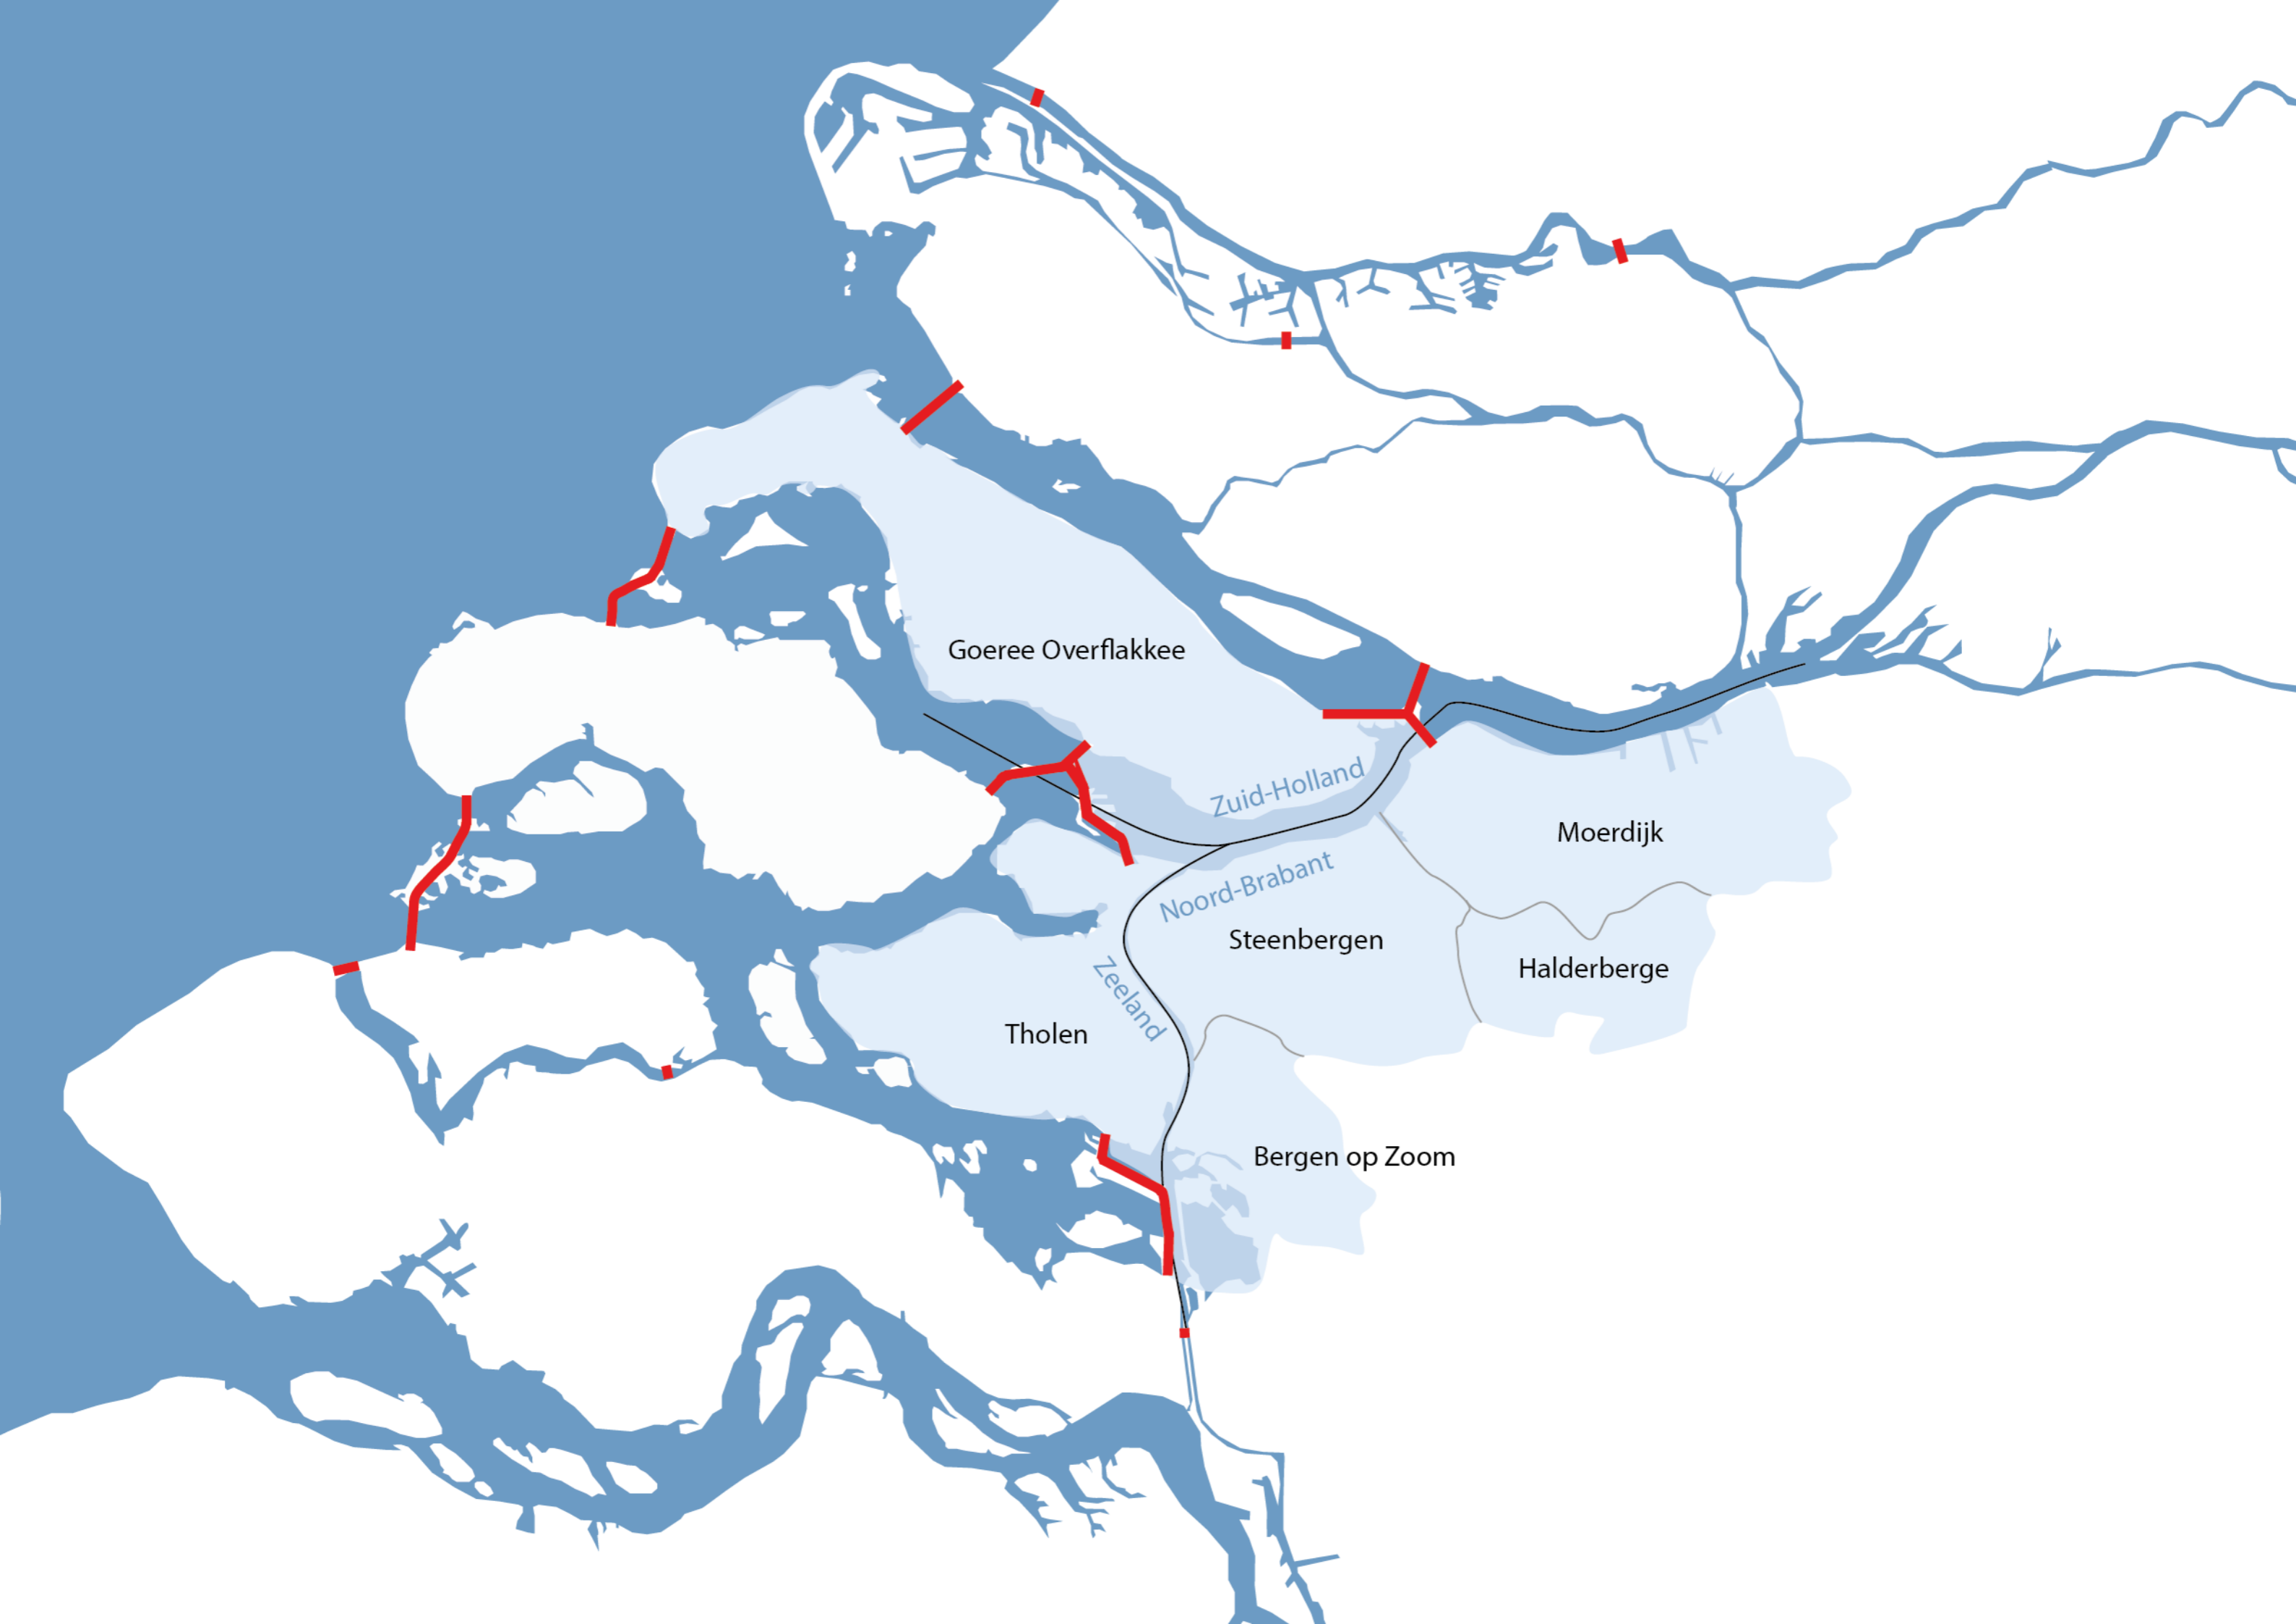 Goeree Overflakkee
Zuid-Holland
Moerdijk
Noord-Brabant
Steenbergen
Halderberge
Zeeland
Tholen
Bergen op Zoom